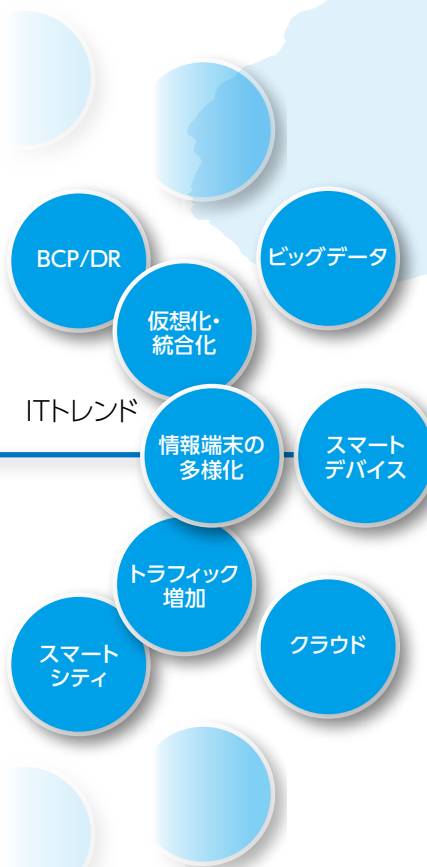 BCP/DR
ビッグデータ
仮想化・
統合化
ITトレンド
情報端末の
多様化
スマート
デバイス
トラフィック
増加
スマート
シティ
クラウド